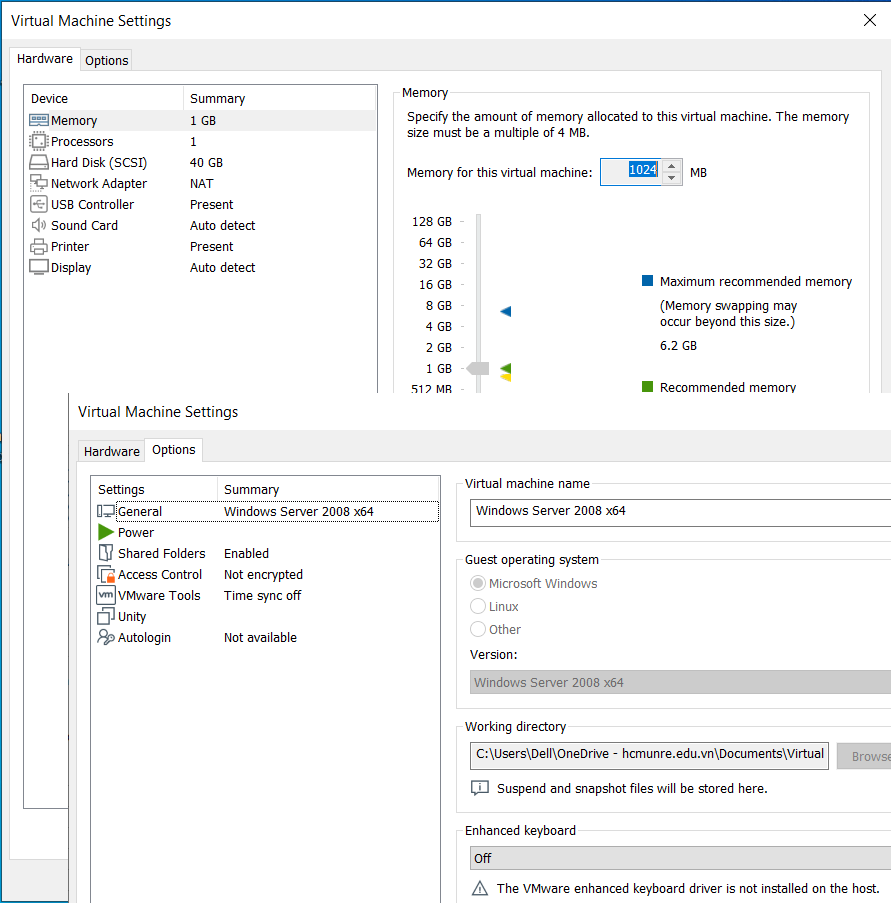 Virtual Machine Settings
Hardware Options
Device Summary
Memory 1 GB
Processors 1
Hard Disk (SCSI) 40 GB
Network Adapter NAT
USB Controller Present
Sound Card Auto detect
Printer Present
Display Auto detect
Memory
Specify the amount of memory allocated to this virtual machine. The memory
size must be a multiple of 4 MB.
Memory for this virtual machine: 1024 MB
128 GB
64 GB
32 GB
16 GB
8 GB
4 GB
2 GB
1 GB
512 MB
Maximum recommended memory
(Memory swapping may
occur beyond this size.)
6.2 GB
Recommended memory
Virtual Machine Settings
Hardware Options
Settings Summary
General Windows Server 2008 x64
Power
Shared Folders Enabled
Access Control Not encrypted
vm VMware Tools Time sync off
Unity
Autologin Not available
Virtual machine name
Windows Server 2008 x64
Guest operating system
Microsoft Windows
Linux
Other
Version:
Windows Server 2008 x64
Working directory
C:\Users\Dell\OneDrive - hcmunre.edu.vn\Documents\Virtual Browse
Suspend and snapshot files will be stored here.
Enhanced keyboard
Off
The VMware enhanced keyboard driver is not installed on the host.